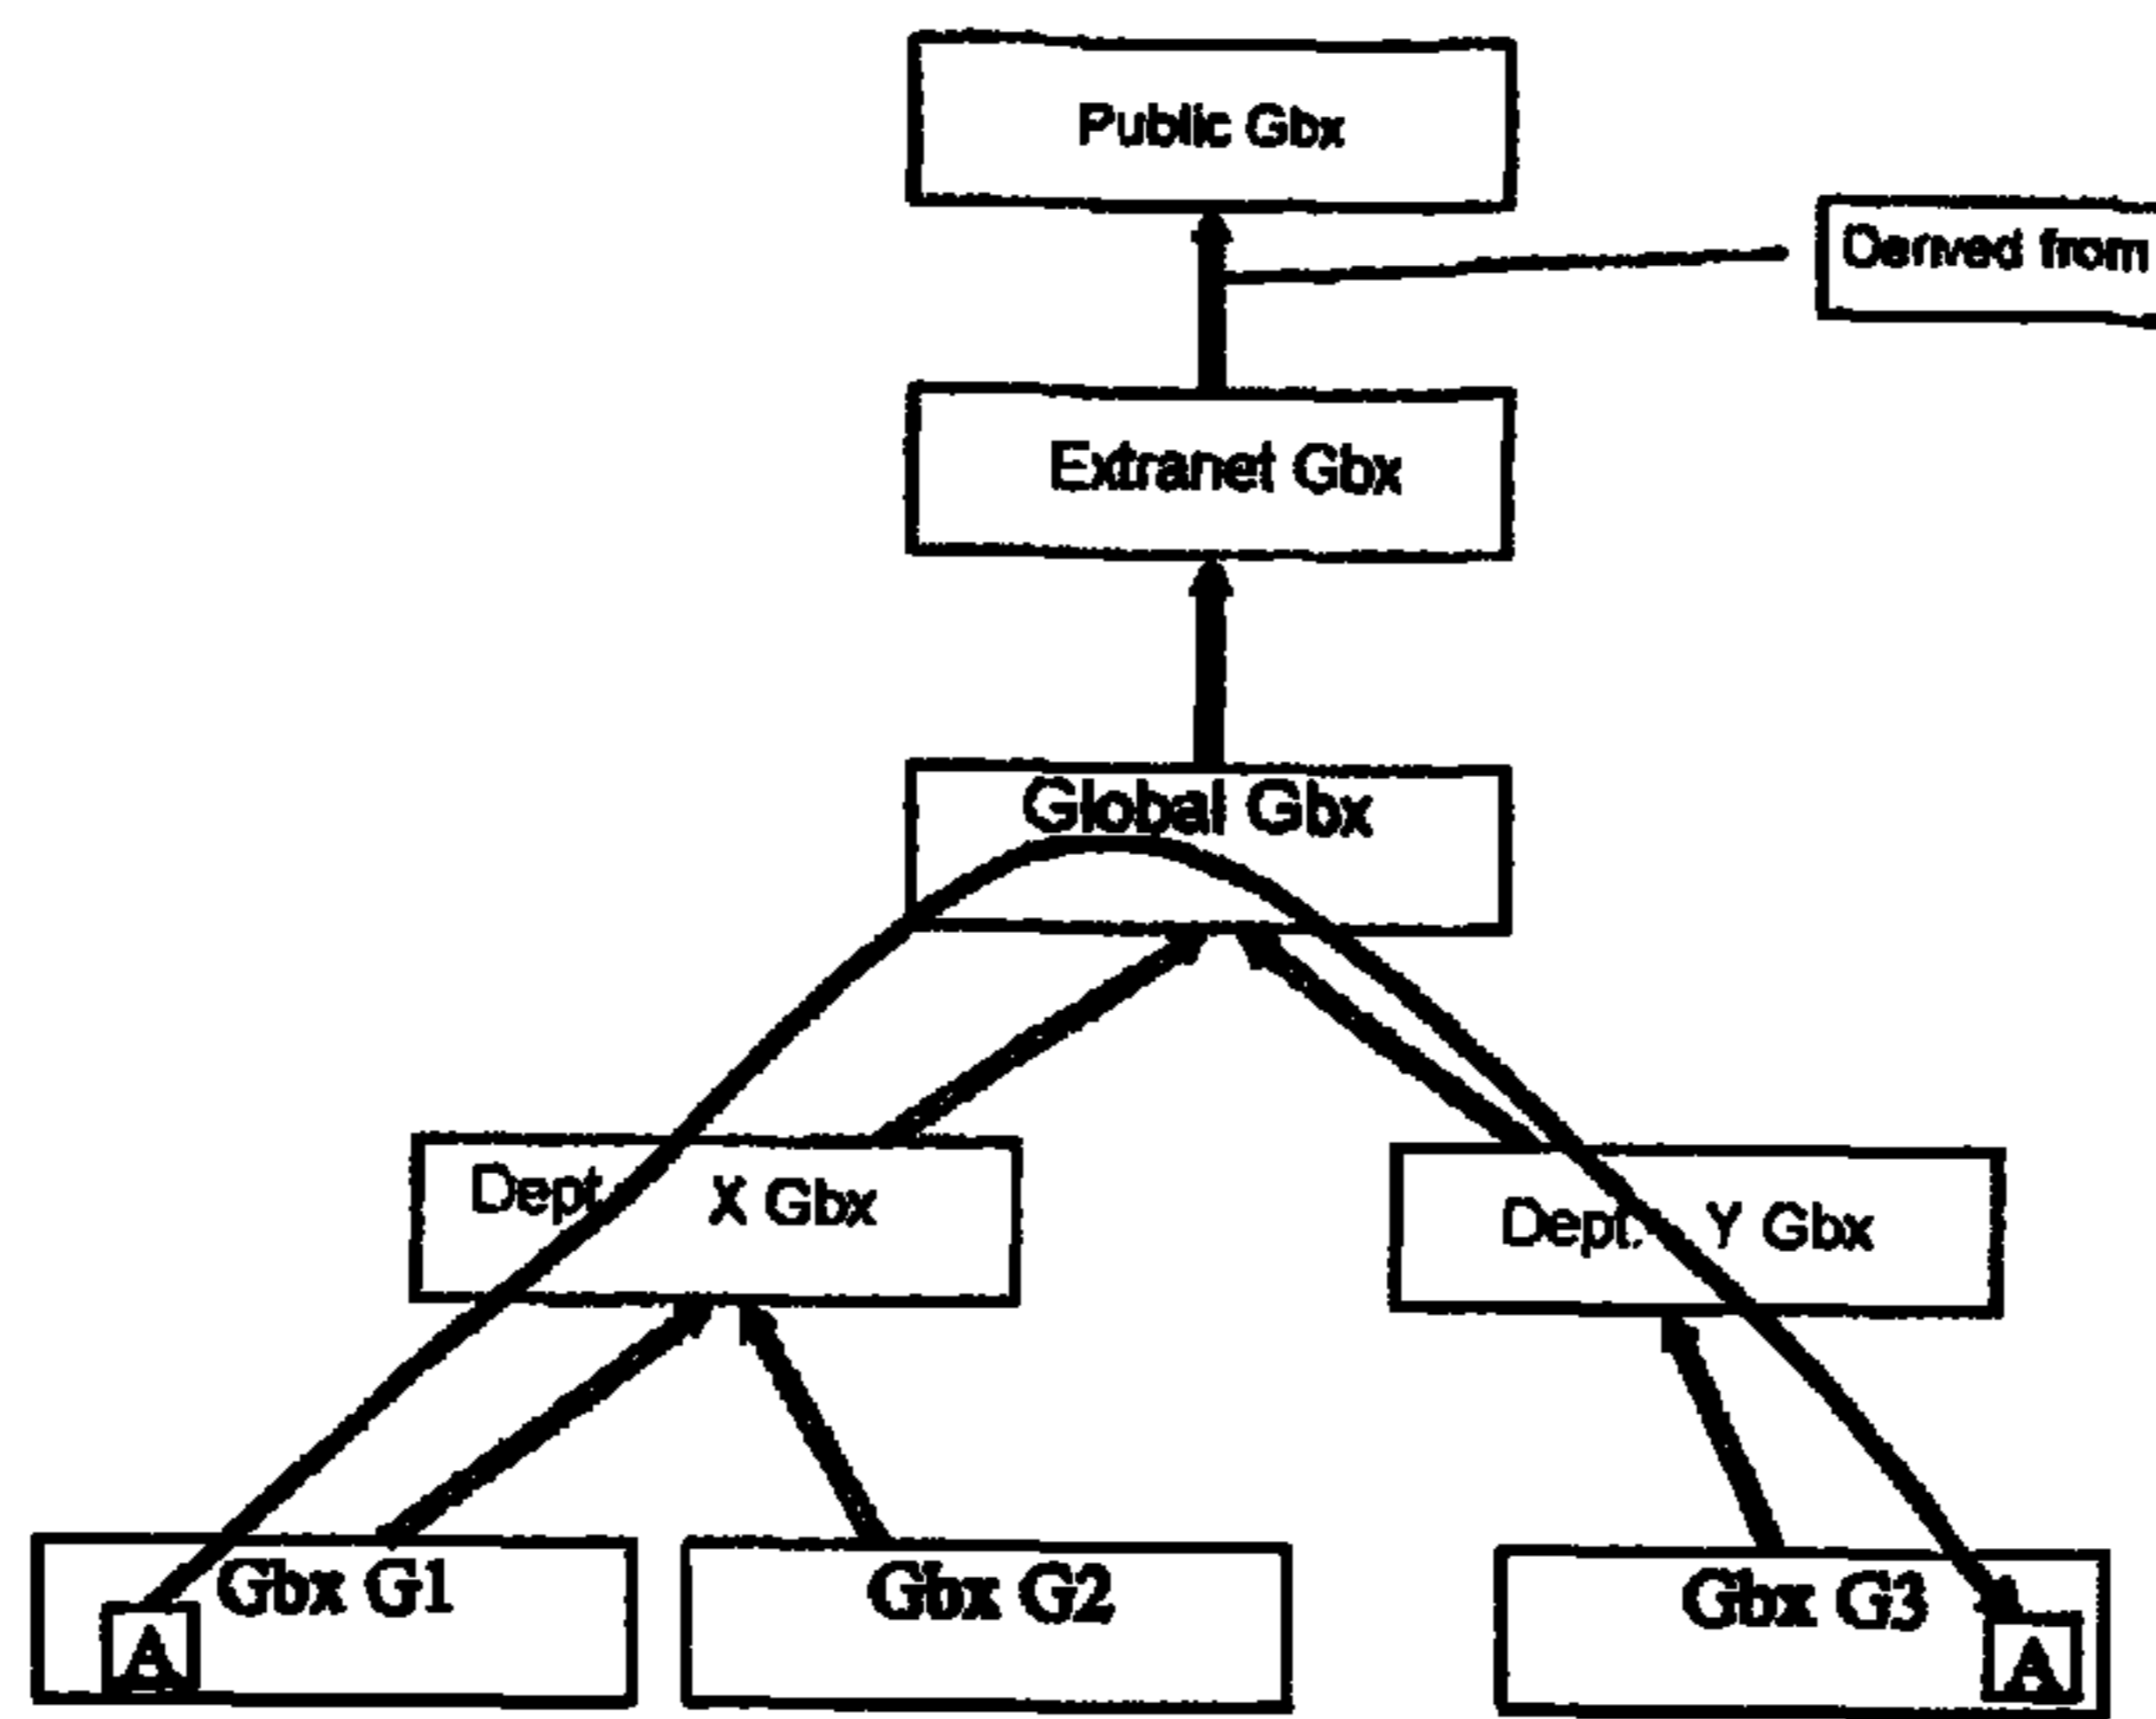 Public Gbx
Derived from
Extranet Gbx
Global Gbx
Dept. X Gbx
Dept. Y Gbx
Gbx G1
Gbx G2
Gbx G3
A
A